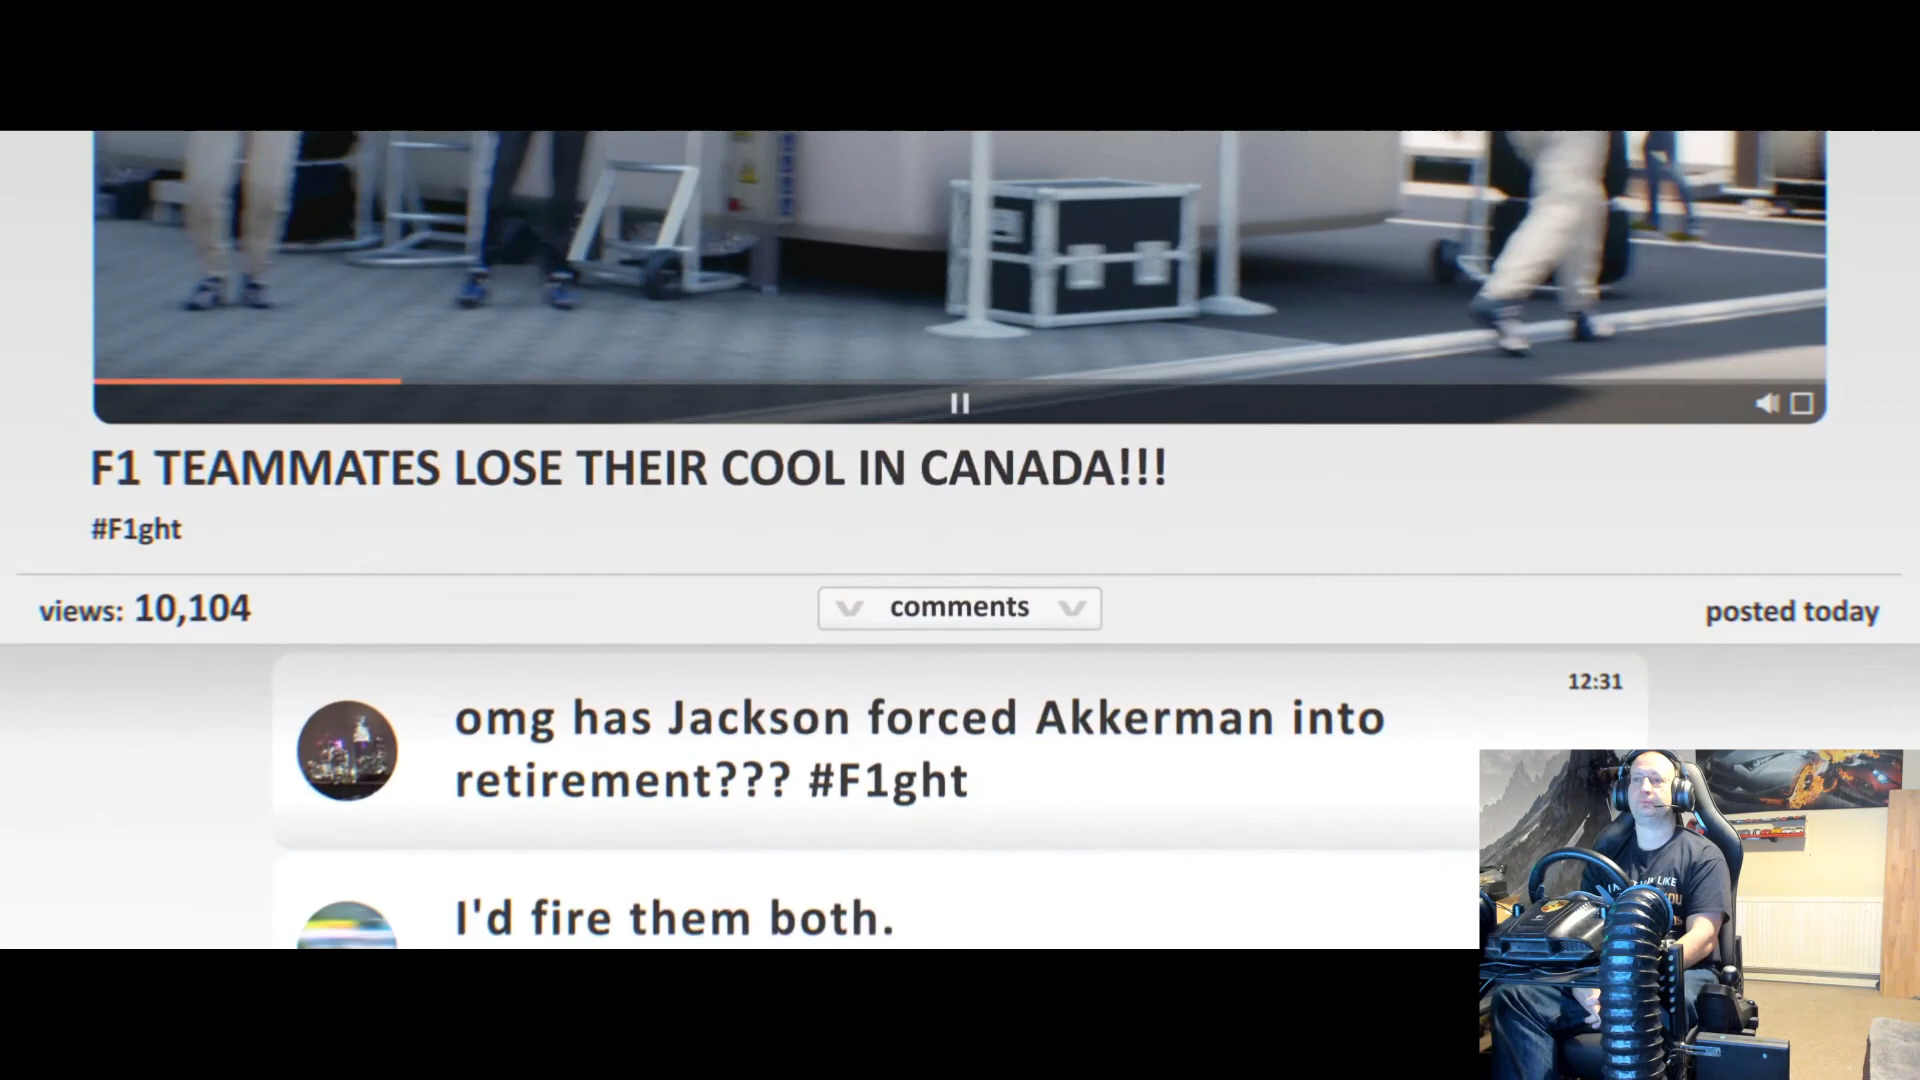 F1 TEAMMATES LOSE THEIR COOL IN CANADA!!!
#F1ght
views: 10,104
comments
posted today
12:31
omg has Jackson forced Akkerman into
retirement??? #F1ght
I'd fire them both.
LIKE